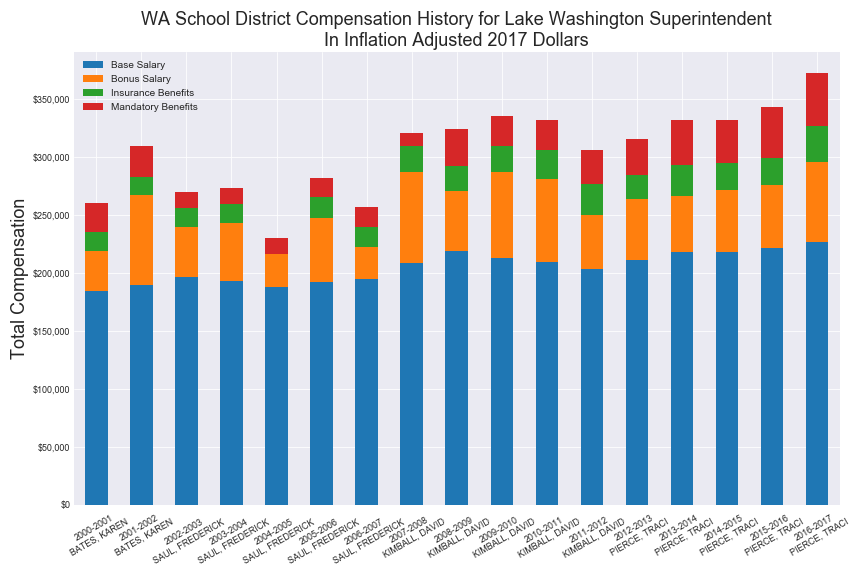 WA School District Compensation History for Lake Washington Superintendent
In Inflation Adjusted 2017 Dollars
Base Salary
Bonus Salary
Insurance Benefits
Mandatory Benefits
Total Compensation
$350,000
$300,000
$250,000
$200,000
$150,000
$100,000
$50,000
$0
2000-2001
BATES, KAREN
2001-2002
BATES, KAREN
2002-2003
SAUL, FREDERICK
2003-2004
SAUL, FREDERICK
2004-2005
SAUL, FREDERICK
2005-2006
SAUL, FREDERICK
2006-2007
SAUL, FREDERICK
2007-2008
KIMBALL, DAVID
2008-2009
KIMBALL, DAVID
2009-2010
KIMBALL, DAVID
2010-2011
KIMBALL, DAVID
2011-2012
KIMBALL, DAVID
2012-2013
PIERCE, TRACI
2013-2014
PIERCE, TRACI
2014-2015
PIERCE, TRACI
2015-2016
PIERCE, TRACI
2016-2017
PIERCE, TRACI